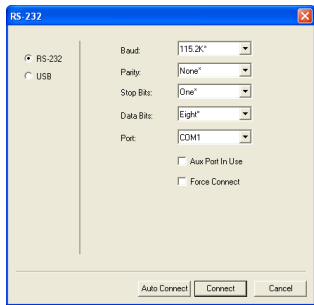 RS-232
RS-232
USB
Baud: 115.2K*
Parity: None*
Stop Bits: One*
Data Bits: Eight*
Port: COM1
Aux Port In Use
Force Connect
Auto Connect Connect Cancel